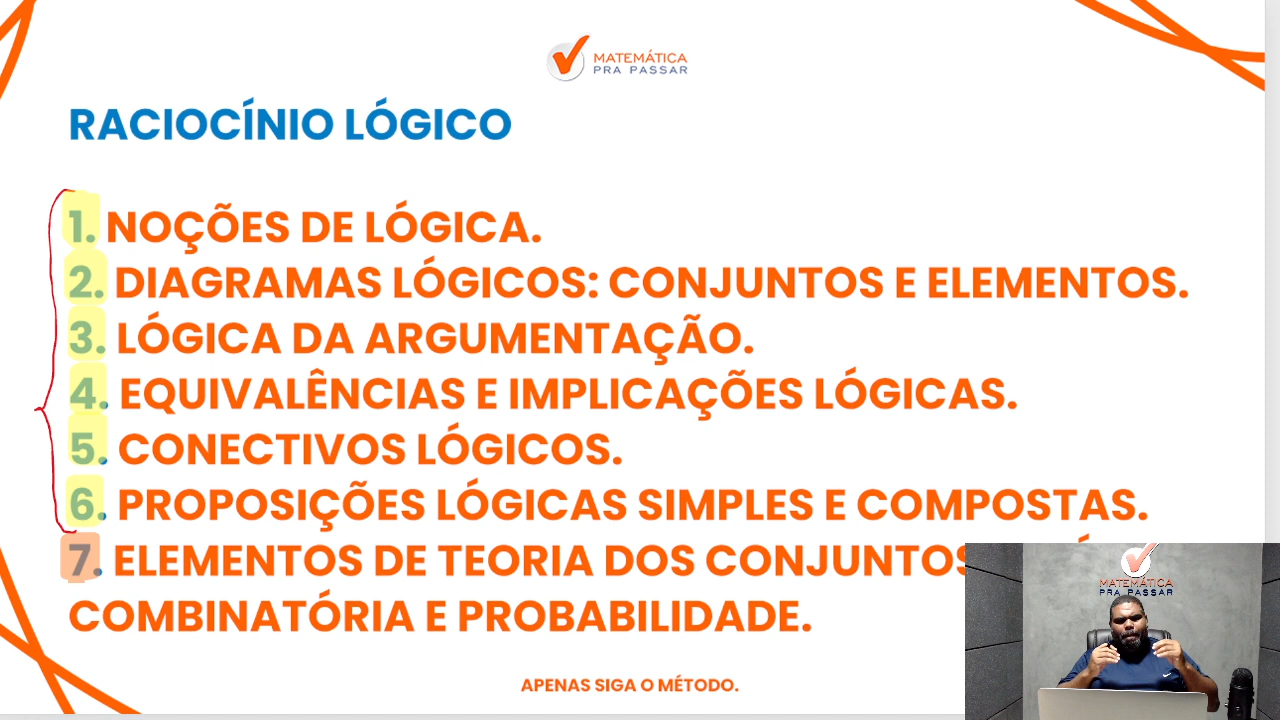 MATEMÁTICA
PRA PASSAR
RACIOCÍNIO LÓGICO
1. NOÇÕES DE LÓGICA.
2. DIAGRAMAS LÓGICOS: CONJUNTOS E ELEMENTOS.
3. LÓGICA DA ARGUMENTAÇÃO.
4. EQUIVALÊNCIAS E IMPLICAÇÕES LÓGICAS.
5. CONECTIVOS LÓGICOS.
6. PROPOSIÇÕES LÓGICAS SIMPLES E COMPOSTAS.
7. ELEMENTOS DE TEORIA DOS CONJUNTOS
COMBINATÓRIA E PROBABILIDADE.
MATEMÁTICA
PRA PASSAR
APENAS SIGA O MÉTODO.